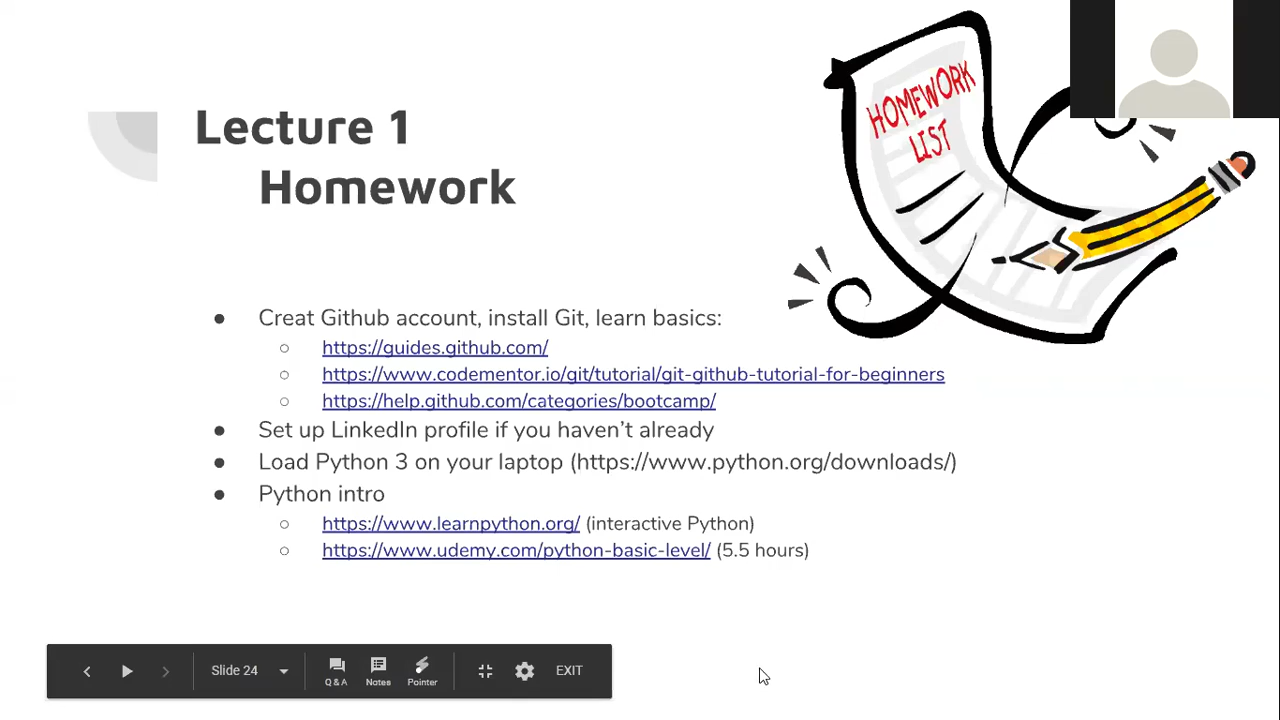 HOMEWORK
LIST
Lecture 1
Homework
● Creat Github account, install Git, learn basics:
○ https://guides.github.com/
○ https://www.codementor.io/git/tutorial/git-github-tutorial-for-beginners
○ https://help.github.com/categories/bootcamp/
● Set up LinkedIn profile if you haven’t already
● Load Python 3 on your laptop (https://www.python.org/downloads/)
● Python intro
○ https://www.learnpython.org/ (interactive Python)
○ https://www.udemy.com/python-basic-level/ (5.5 hours)
Slide 24 Q & A Notes Pointer EXIT